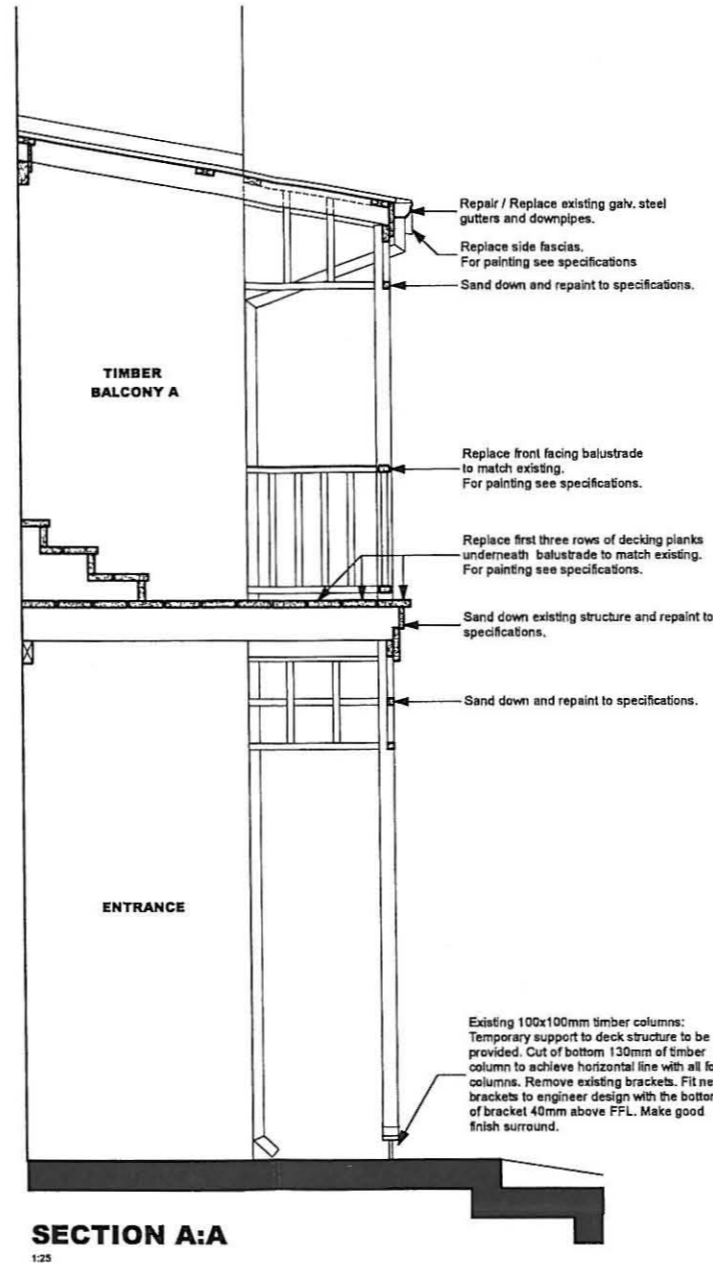 Repair / Replace existing galv. steel
gutters and downpipes.
Replace side fascias.
For painting see specifications
Sand down and repaint to specifications.
TIMBER
BALCONY A
Replace front facing balustrade
to match existing.
For painting see specifications.
Replace first three rows of decking planks
underneath balustrade to match existing.
For painting see specifications.
Sand down existing structure and repaint to
specifications.
Sand down and repaint to specifications.
ENTRANCE
Existing 100x100mm timber columns:
Temporary support to deck structure to be
provided. Cut of bottom 130mm of timber
column to achieve horizontal line with all fo
columns. Remove existing brackets. Fit ne
brackets to engineer design with the bottor
of bracket 40mm above FFL. Make good
finish surround.
SECTION A:A
1:25